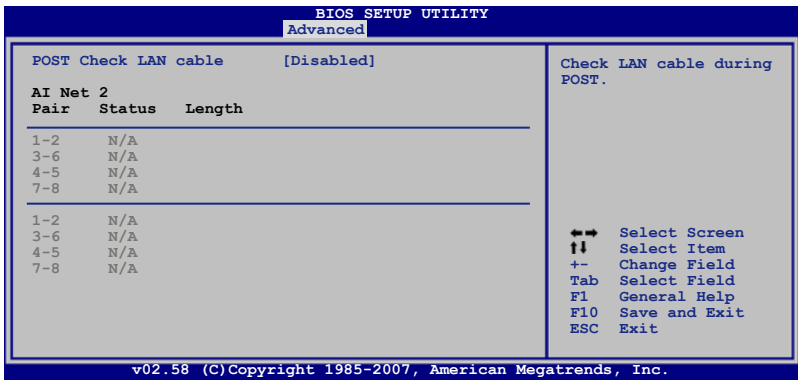 BIOS SETUP UTILITY
Advanced
POST Check LAN cable [Disabled]
AI Net 2
Pair Status Length
1-2 N/A
3-6 N/A
4-5 N/A
7-8 N/A
1-2 N/A
3-6 N/A
4-5 N/A
7-8 N/A
Check LAN cable during
POST.
←→ Select Screen
↑↓ Select Item
+- Change Field
Tab Select Field
F1 General Help
F10 Save and Exit
ESC Exit
v02.58 (C)Copyright 1985-2007, American Megatrends, Inc.